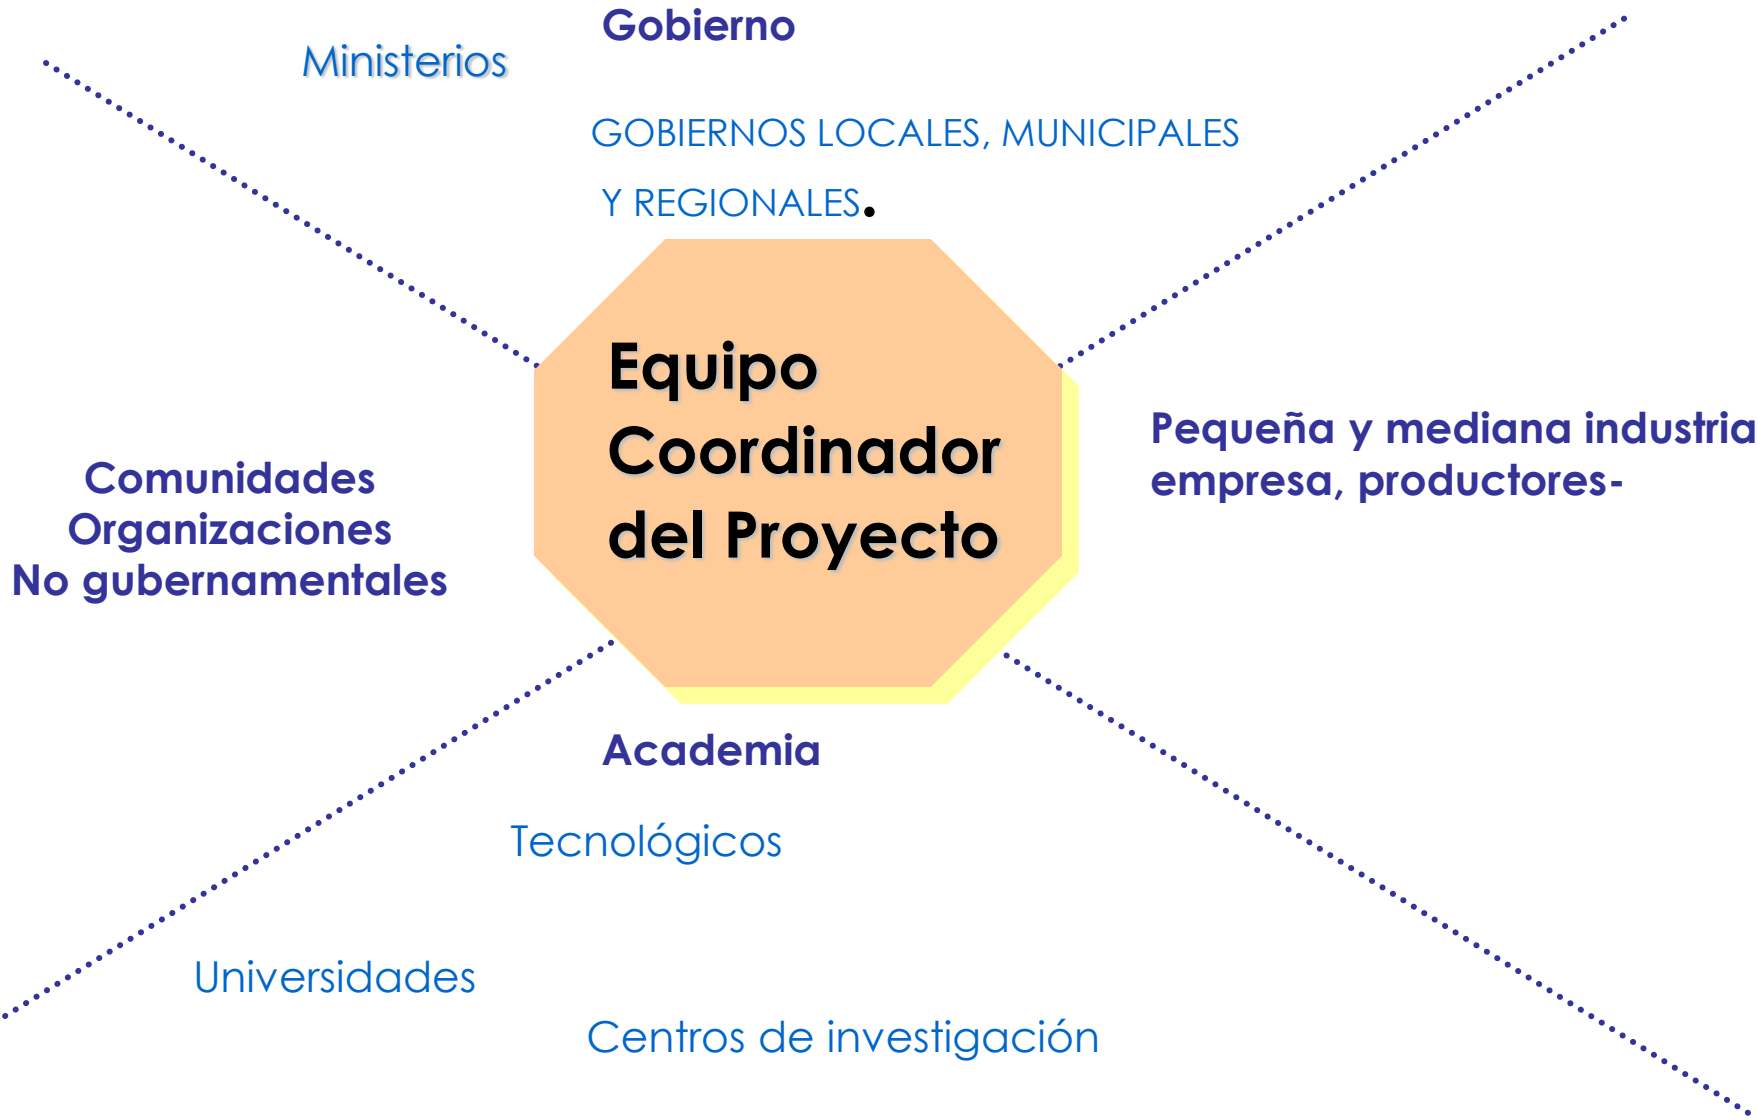 Gobierno
Ministerios
GOBIERNOS LOCALES, MUNICIPALES
Y REGIONALES.
Equipo
Coordinador
del Proyecto
Pequeña y mediana industria
empresa, productores-
Comunidades
Organizaciones
No gubernamentales
Academia
Tecnológicos
Universidades
Centros de investigación